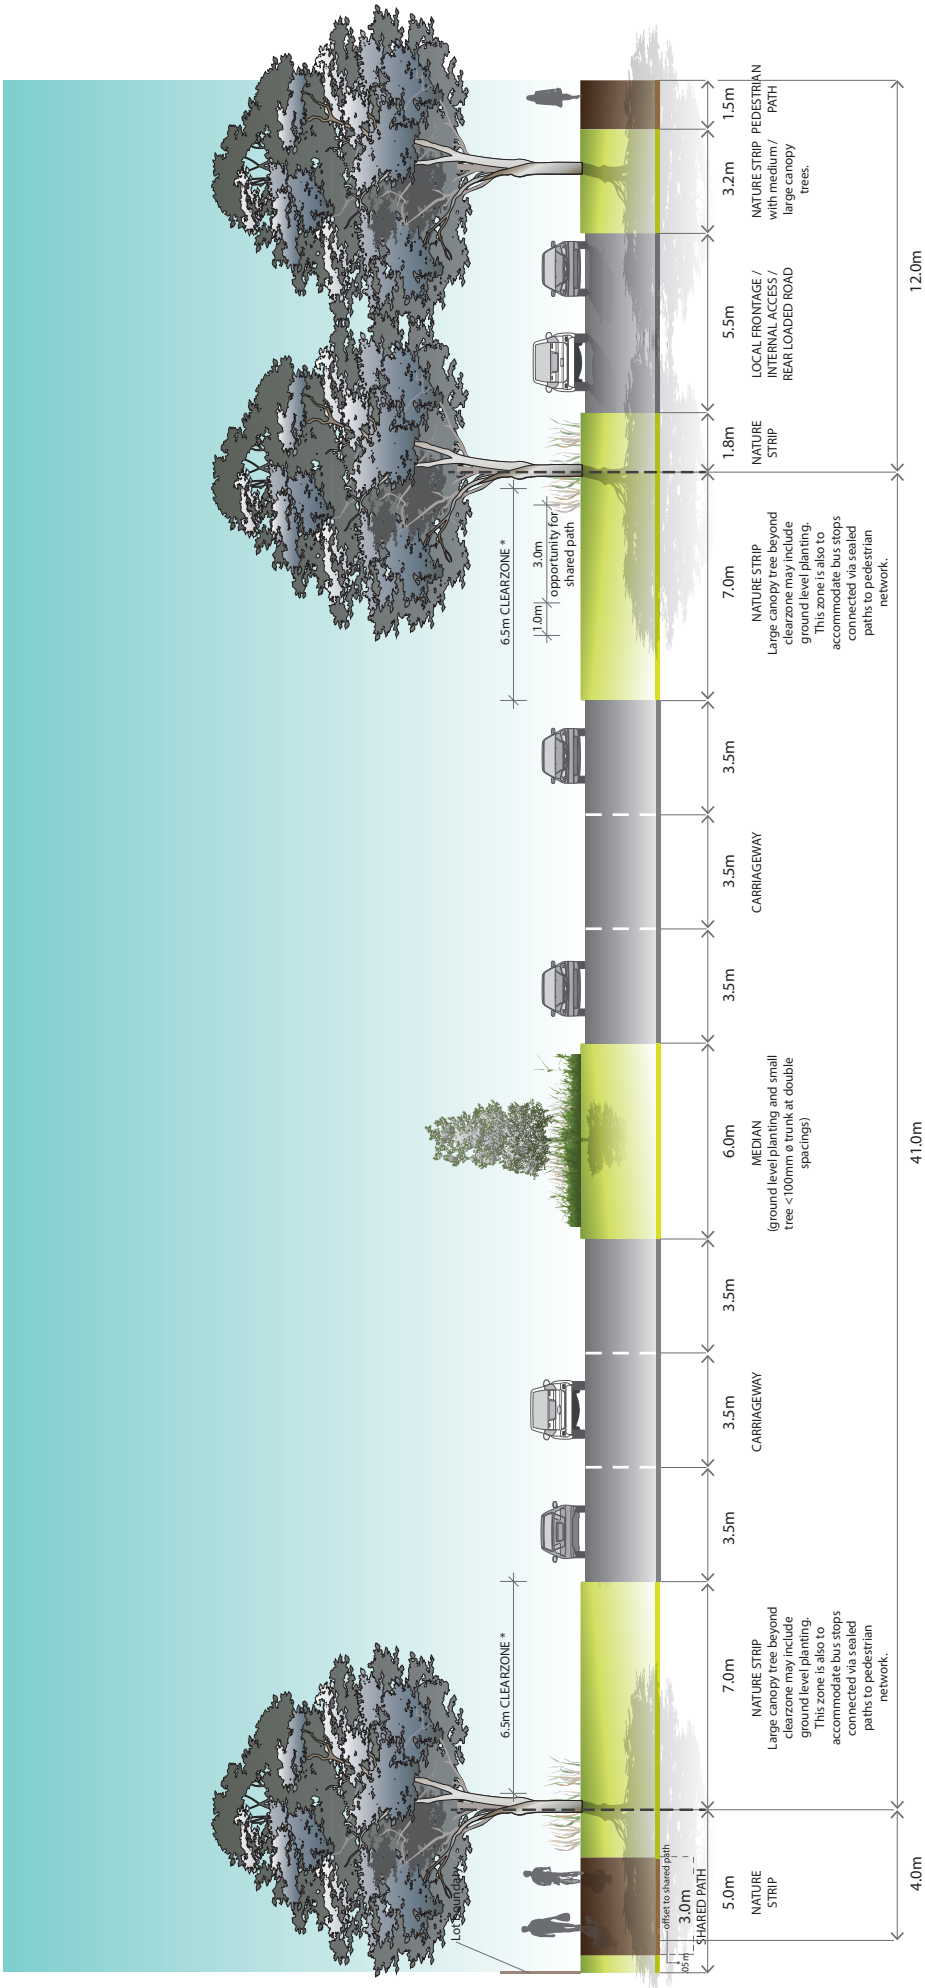 Lot Boundary
6.5m CLEARZONE *
6.5m CLEARZONE *
1.0m
3.0m
opportunity for
shared path
offset to shared path
.05m
3.0m
SHARED PATH
5.0m
NATURE
STRIP
7.0m
NATURE STRIP
Large canopy tree beyond
clearzone may include
ground level planting.
This zone is also to
accommodate bus stops
connected via sealed
paths to pedestrian
network.
3.5m
3.5m
CARRIAGEWAY
3.5m
6.0m
MEDIAN
(ground level planting and small
tree <100mm ø trunk at double
spacings)
3.5m
3.5m
CARRIAGEWAY
3.5m
7.0m
NATURE STRIP
Large canopy tree beyond
clearzone may include
ground level planting.
This zone is also to
accommodate bus stops
connected via sealed
paths to pedestrian
network.
1.8m
NATURE
STRIP
5.5m
LOCAL FRONTAGE /
INTERNAL ACCESS /
REAR LOADED ROAD
3.2m
NATURE STRIP
with medium /
large canopy
trees.
1.5m
PEDESTRIAN
PATH
4.0m
41.0m
12.0m